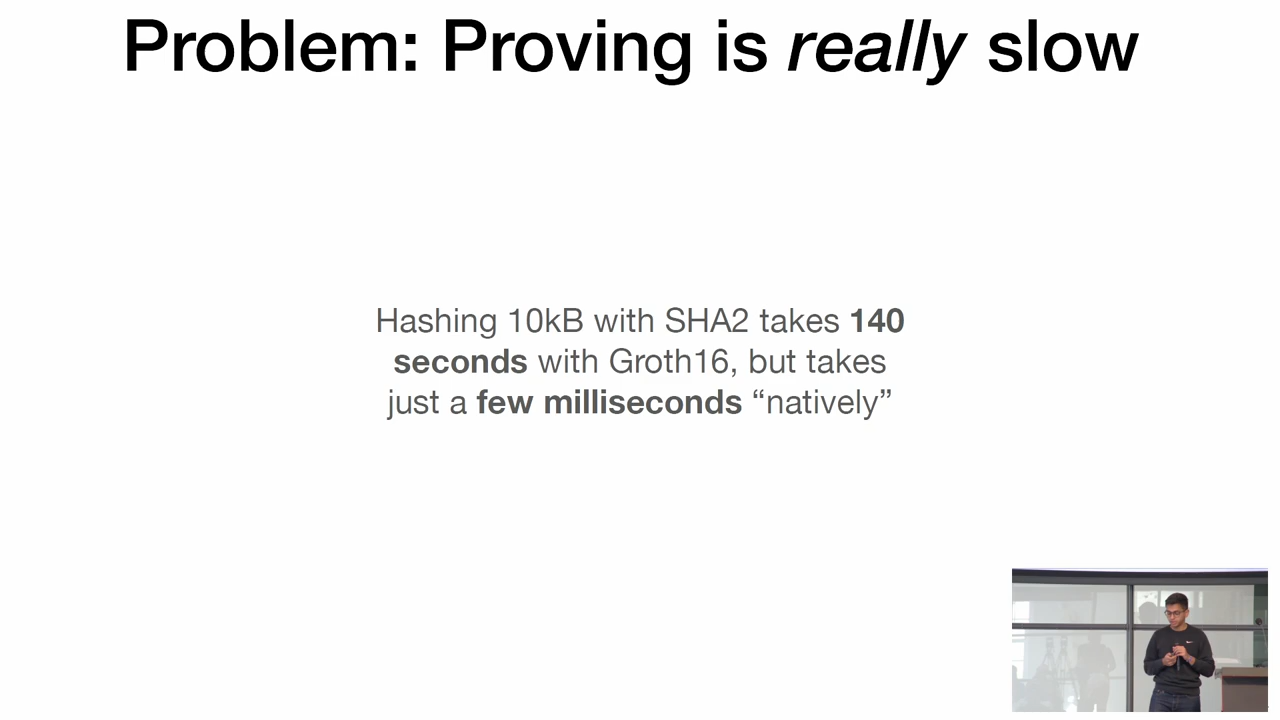 Problem: Proving is really slow
Hashing 10kB with SHA2 takes 140
seconds with Groth16, but takes
just a few milliseconds “natively”